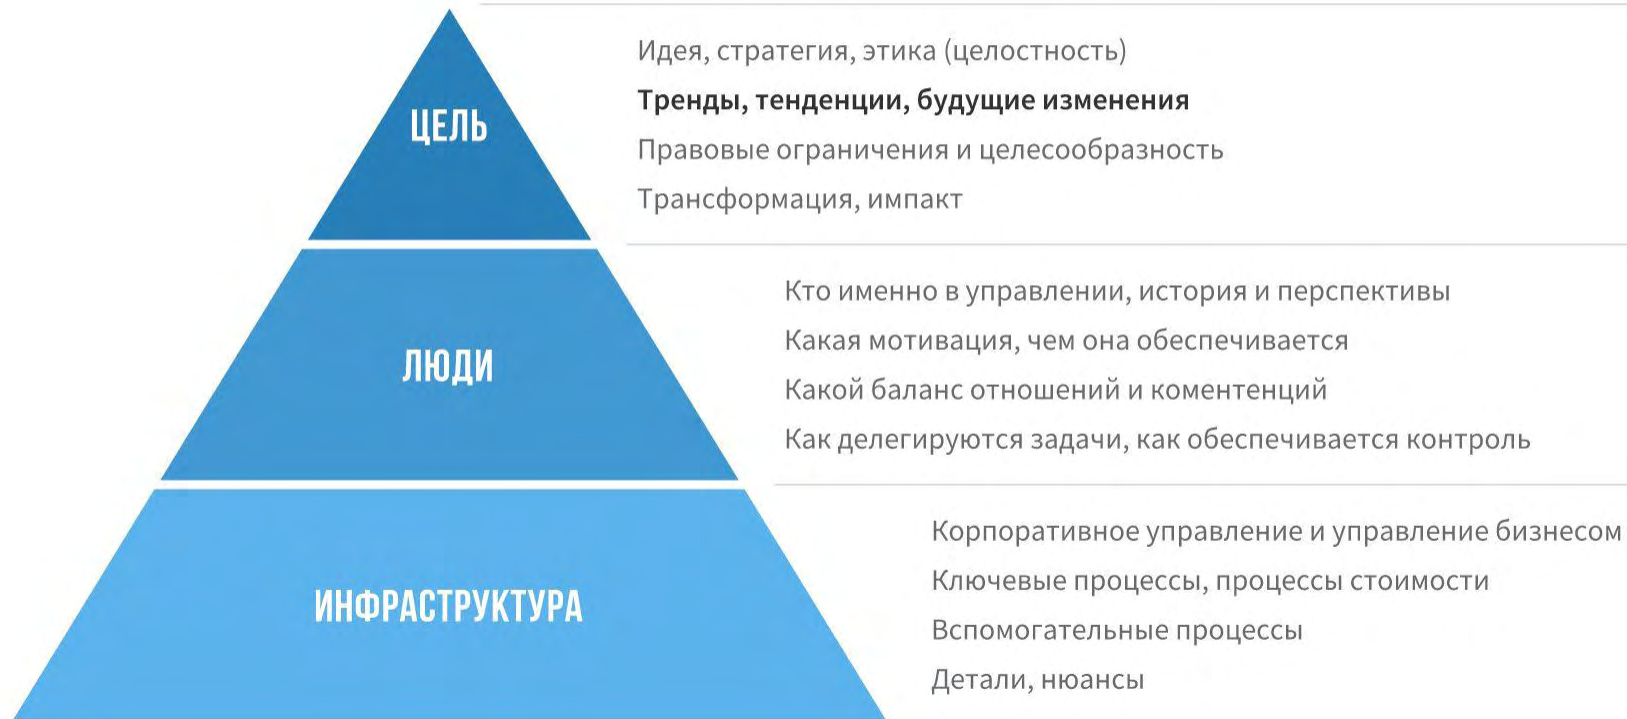 ЦЕЛЬ
Идея, стратегия, этика (целостность)
Тренды, тенденции, будущие изменения
Правовые ограничения и целесообразность
Трансформация, импакт
ЛЮДИ
Кто именно в управлении, история и перспективы
Какая мотивация, чем она обеспечивается
Какой баланс отношений и коментенций
Как делегируются задачи, как обеспечивается контроль
ИНФРАСТРУКТУРА
Корпоративное управление и управление бизнесом
Ключевые процессы, процессы стоимости
Вспомогательные процессы
Детали, нюансы